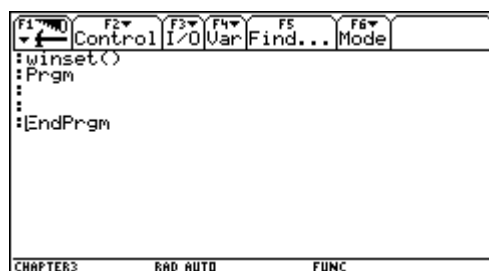 F1 F2 Control F3 I/O F4 Var F5 Find... F6 Mode
:winset()
:Prgm
:
:
:EndPrgm
CHAPTER3 RAD AUTO FUNC